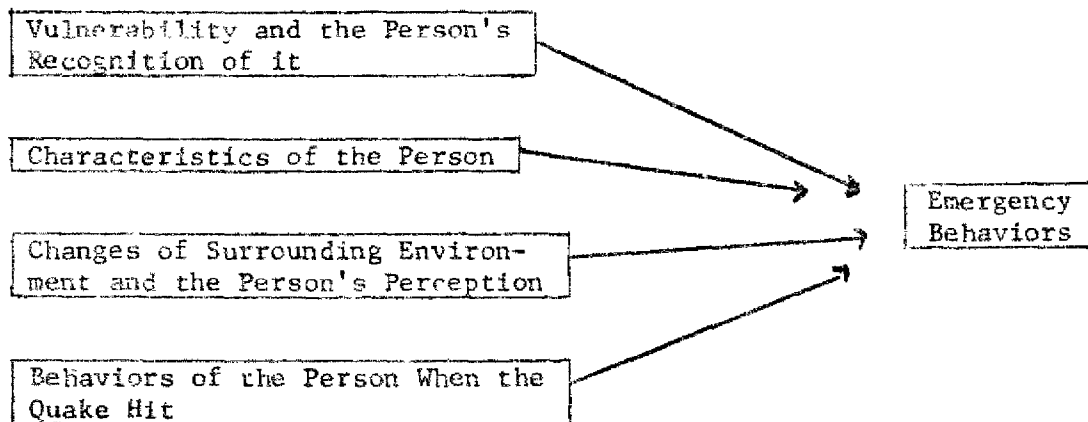 Vulnerability and the Person's
Recognition of it
Characteristics of the Person
Changes of Surrounding Environ-
ment and the Person's Perception
Emergency
Behaviors
Behaviors of the Person When the
Quake Hit